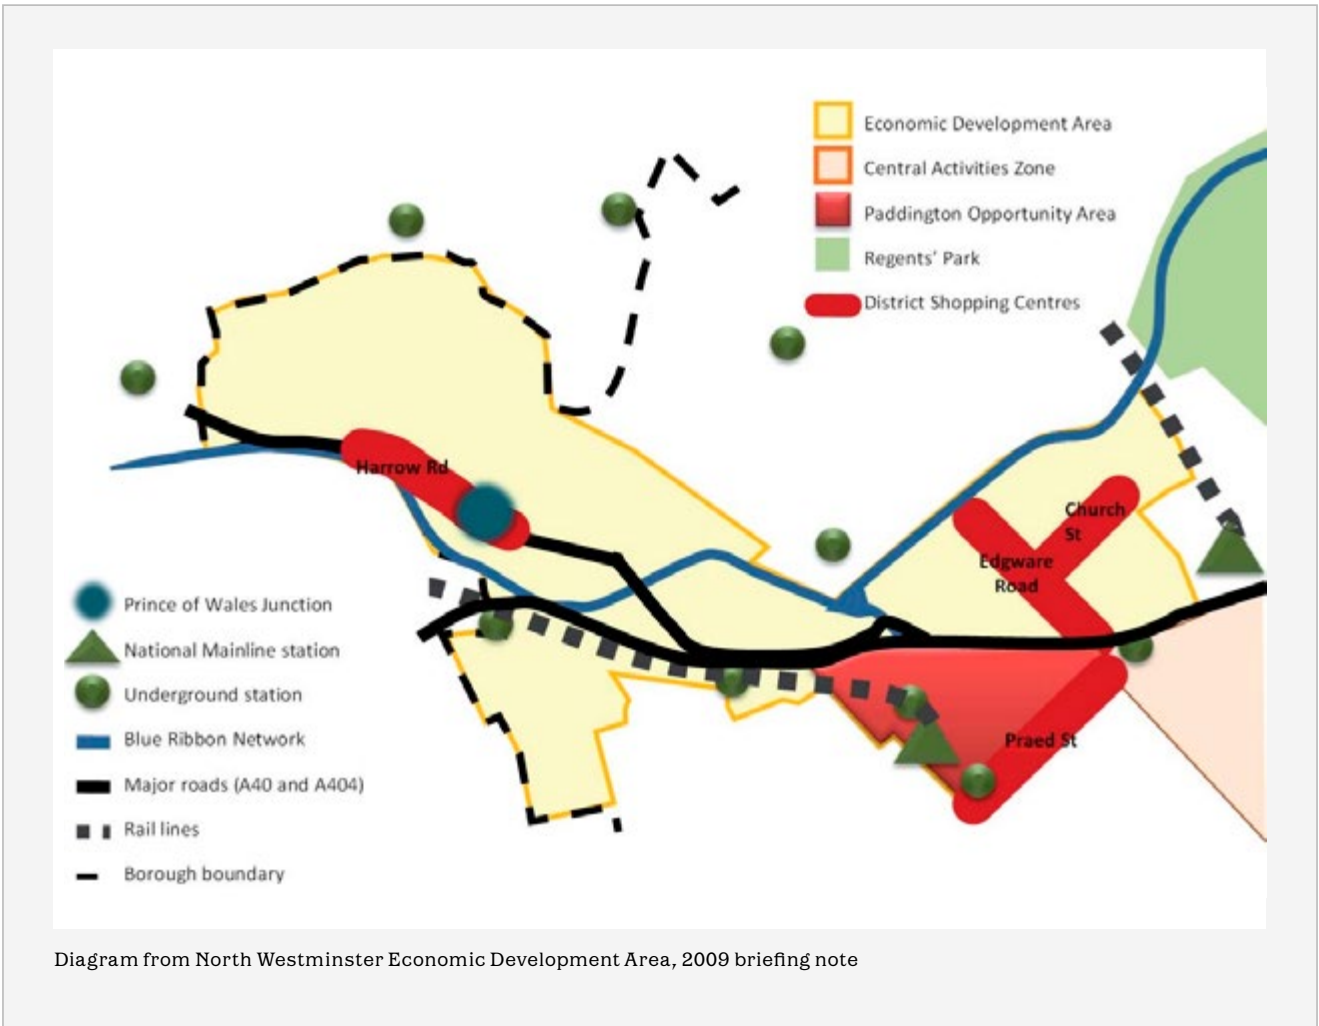 Economic Development Area
Central Activities Zone
Paddington Opportunity Area
Regents' Park
District Shopping Centres
Harrow Rd
Church
St
Edgware
Road
Praed St
Prince of Wales Junction
National Mainline station
Underground station
Blue Ribbon Network
Major roads (A40 and A404)
Rail lines
Borough boundary
Diagram from North Westminster Economic Development Area, 2009 briefing note